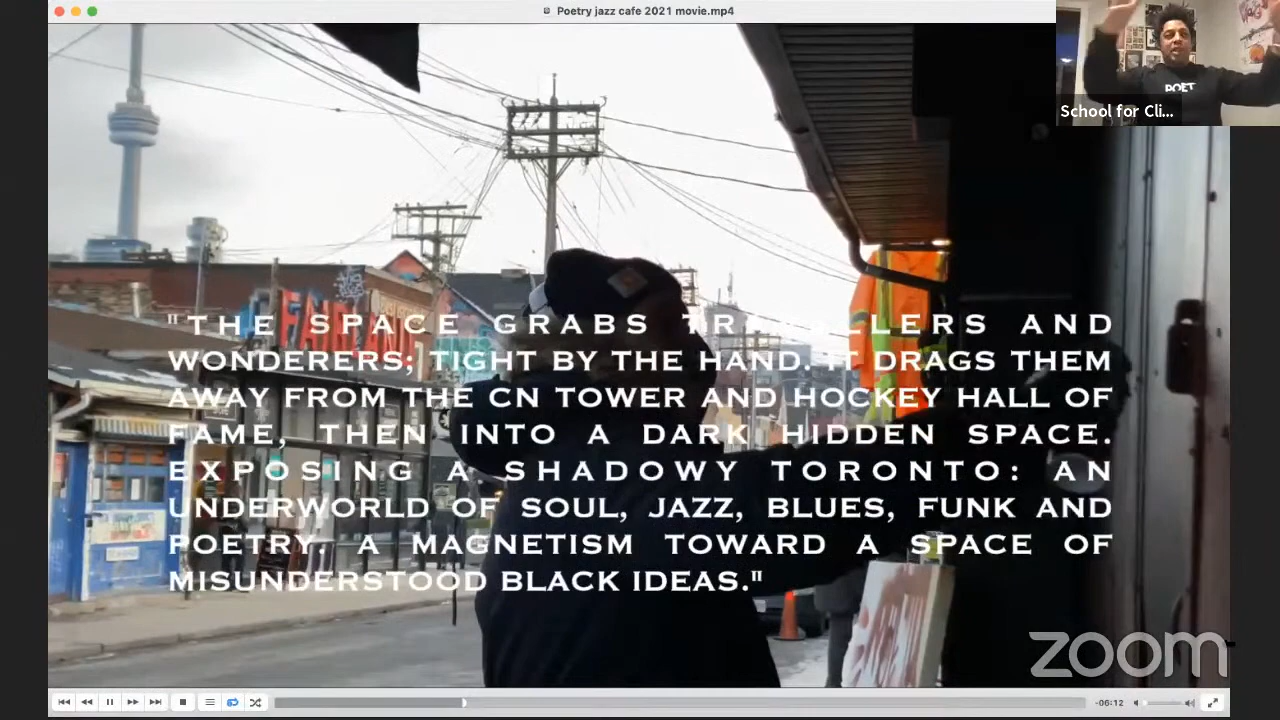 Poetry jazz cafe 2021 movie.mp4
POET
School for Cli...
FAIRLAND
"THE SPACE GRABS AND
WONDERERS; TIGHT BY THE HAND. IT DRAGS THEM
AWAY FROM THE CN TOWER AND HOCKEY HALL OF
FAME, THEN INTO A DARK HIDDEN SPACE.
EXPOSING A SHADOWY TORONTO: AN
UNDERWORLD OF SOUL, JAZZ, BLUES, FUNK AND
POETRY. A MAGNETISM TOWARD A SPACE OF
MISUNDERSTOOD BLACK IDEAS."
zoom
-06:12